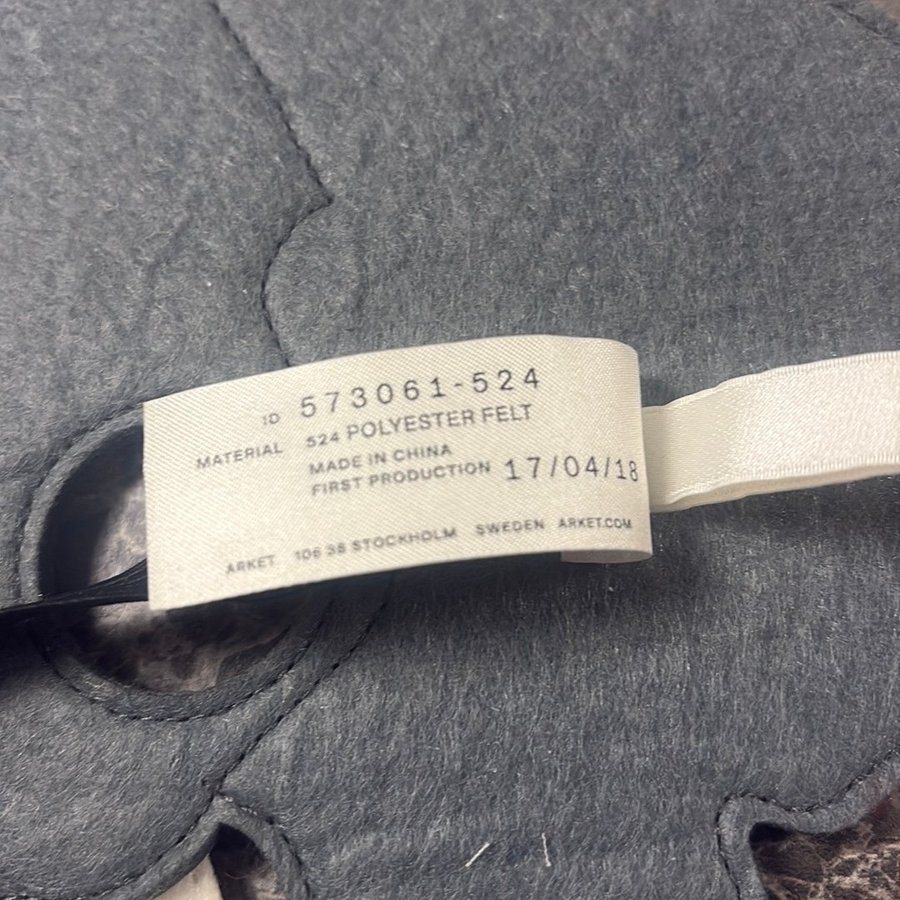 ID 573061-524
MATERIAL 524 POLYESTER FELT
MADE IN CHINA
FIRST PRODUCTION 17/04/18
ARKET 106 38 STOCKHOLM SWEDEN ARKET.COM